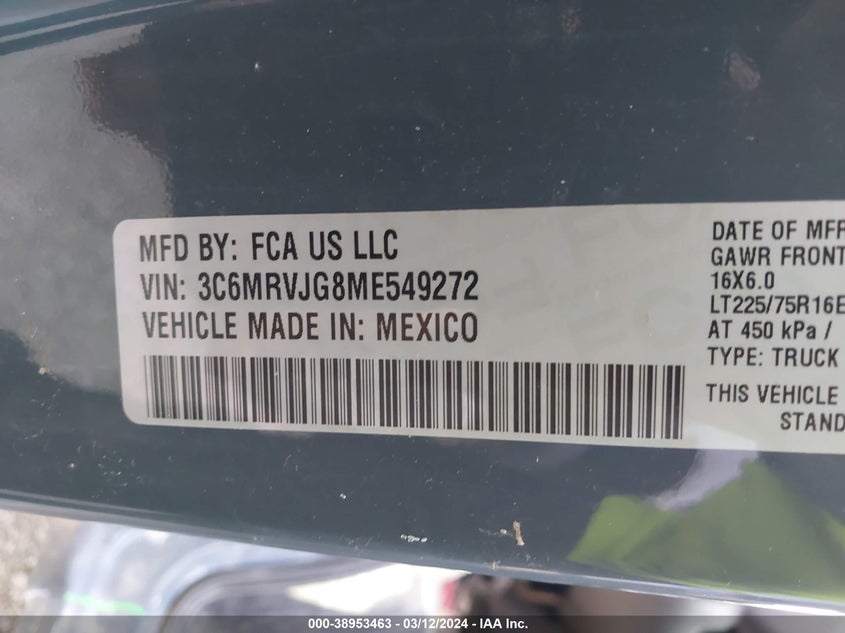 MFD BY: FCA US LLC
VIN: 3C6MRVJG8ME549272
VEHICLE MADE IN: MEXICO
DATE OF MFR
GAWR FRONT
16X6.0
LT225/75R16E
AT 450 kPa /
TYPE: TRUCK
THIS VEHICLE
STAND
000-38953463 - 03/12/2024 - IAA Inc.